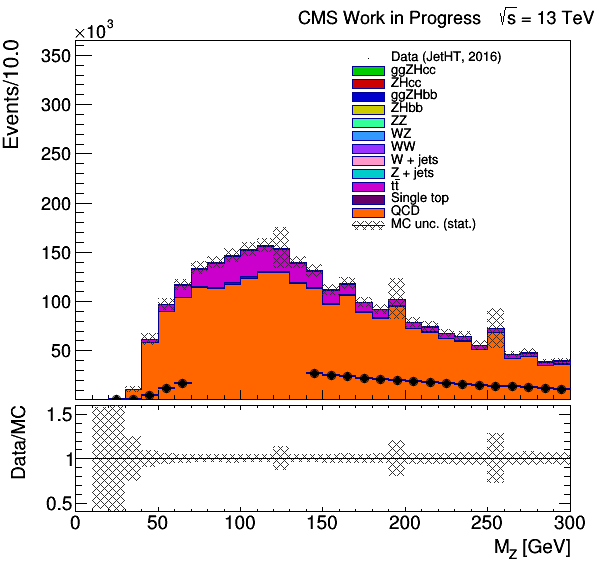 CMS Work in Progress √s = 13 TeV
×10³
Events/10.0
350
300
250
200
150
100
50
Data (JetHT, 2016)
ggZHcc
ZHcc
ggZHbb
ZHbb
ZZ
WZ
WW
W + jets
Z + jets
tt̄
Single top
QCD
MC unc. (stat.)
Data/MC
1.5
1
0.5
0 50 100 150 200 250 300
M_Z [GeV]